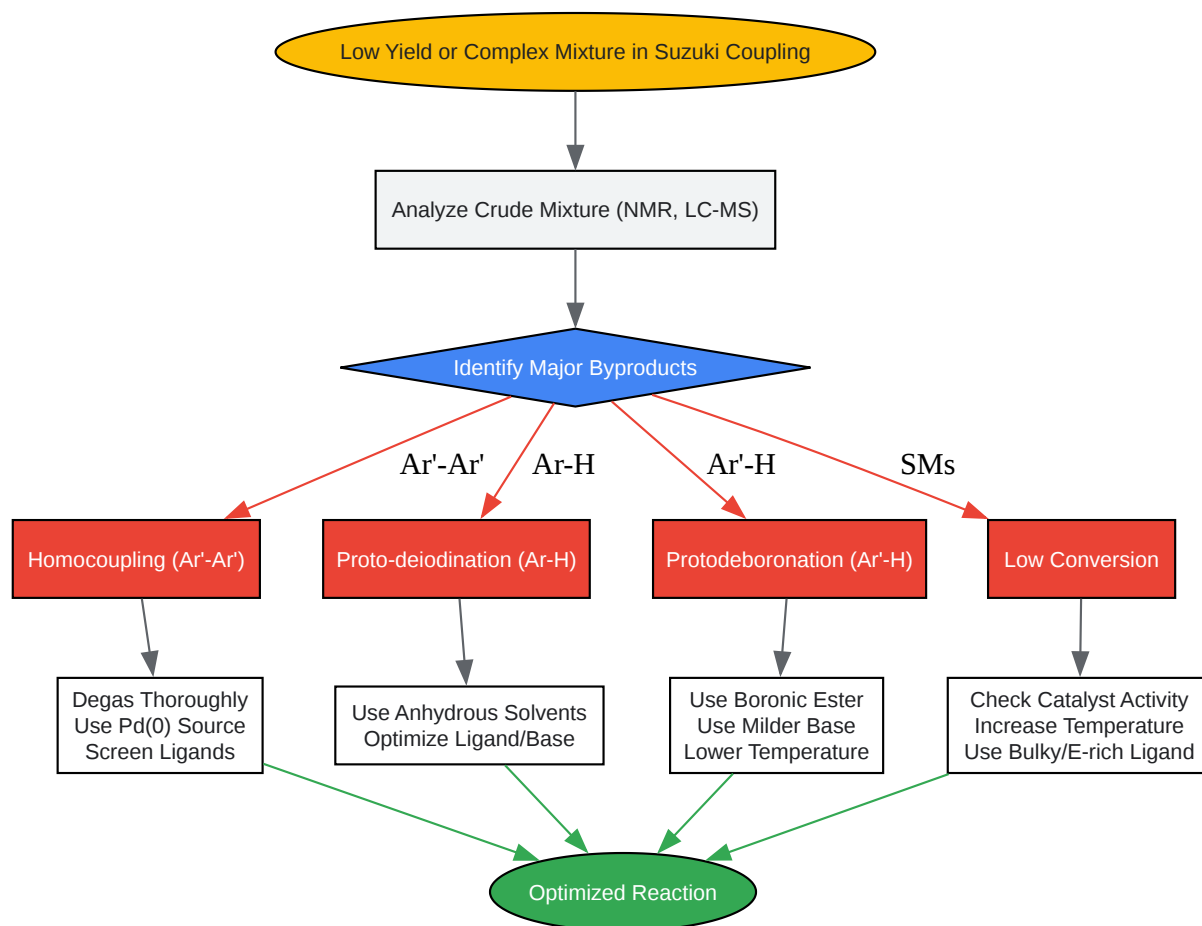 Low Yield or Complex Mixture in Suzuki Coupling
Analyze Crude Mixture (NMR, LC-MS)
Identify Major Byproducts
Ar'-Ar'
Ar-H
Ar'-H
SMs
Homocoupling (Ar'-Ar')
Proto-deiodination (Ar-H)
Protodeboronation (Ar'-H)
Low Conversion
Degas Thoroughly
Use Pd(0) Source
Screen Ligands
Use Anhydrous Solvents
Optimize Ligand/Base
Use Boronic Ester
Use Milder Base
Lower Temperature
Check Catalyst Activity
Increase Temperature
Use Bulky/E-rich Ligand
Optimized Reaction